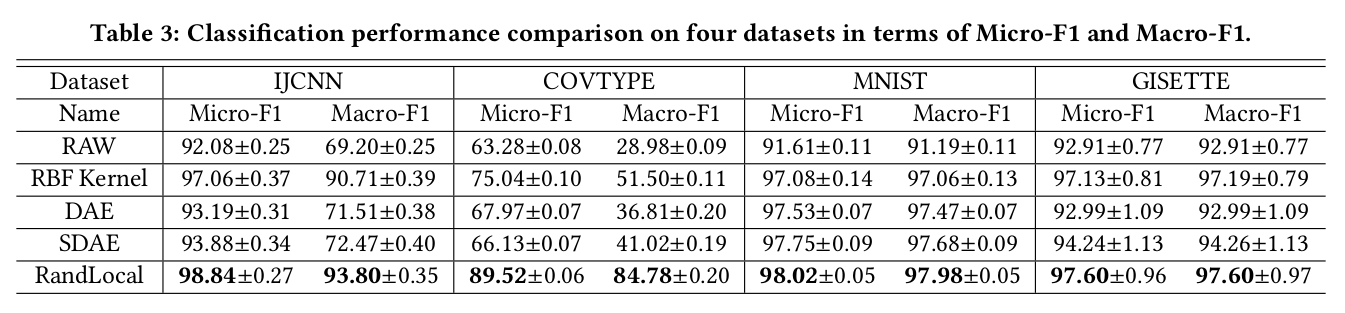 Table 3: Classification performance comparison on four datasets in terms of Micro-F1 and Macro-F1.
Dataset IJCNN COVTYPE MNIST GISETTE
Name Micro-F1 Macro-F1 Micro-F1 Macro-F1 Micro-F1 Macro-F1 Micro-F1 Macro-F1
RAW 92.08±0.25 69.20±0.25 63.28±0.08 28.98±0.09 91.61±0.11 91.19±0.11 92.91±0.77 92.91±0.77
RBF Kernel 97.06±0.37 90.71±0.39 75.04±0.10 51.50±0.11 97.08±0.14 97.06±0.13 97.13±0.81 97.19±0.79
DAE 93.19±0.31 71.51±0.38 67.97±0.07 36.81±0.20 97.53±0.07 97.47±0.07 92.99±1.09 92.99±1.09
SDAE 93.88±0.34 72.47±0.40 66.13±0.07 41.02±0.19 97.75±0.09 97.68±0.09 94.24±1.13 94.26±1.13
RandLocal 98.84±0.27 93.80±0.35 89.52±0.06 84.78±0.20 98.02±0.05 97.98±0.05 97.60±0.96 97.60±0.97